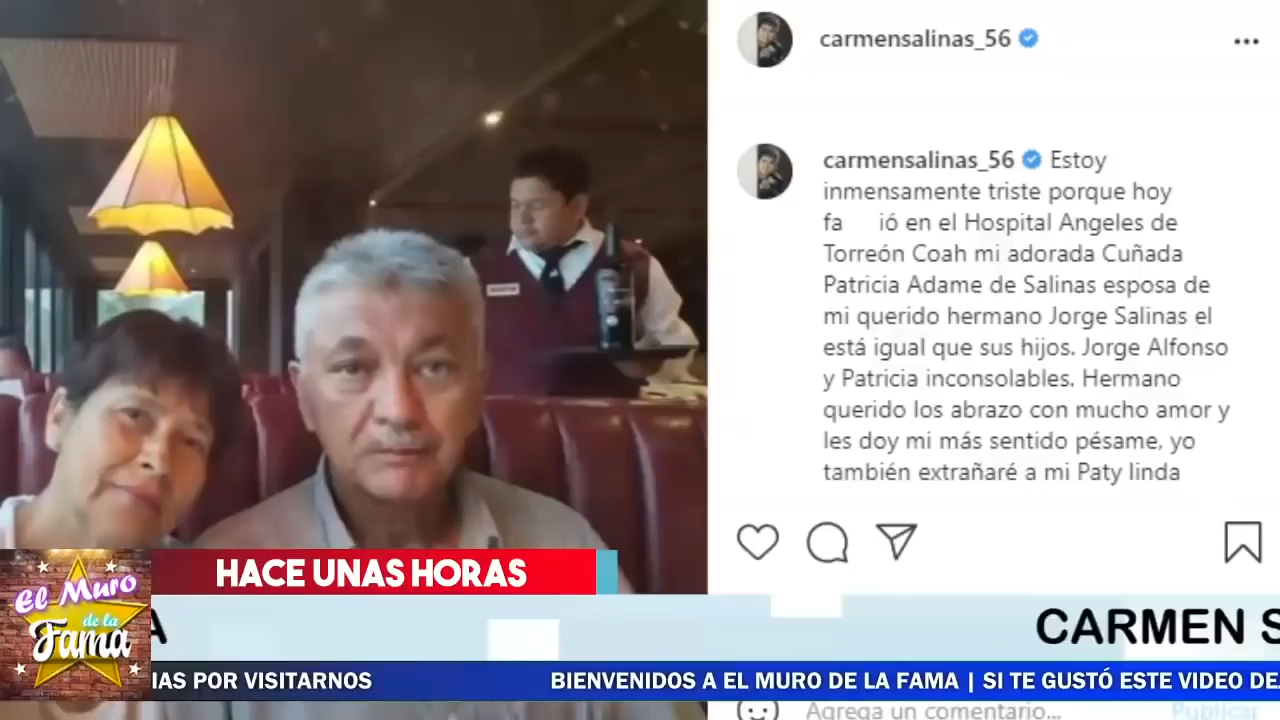 carmensalinas_56
carmensalinas_56 Estoy
inmensamente triste porque hoy
fa ió en el Hospital Angeles de
Torreón Coah mi adorada Cuñada
Patricia Adame de Salinas esposa de
mi querido hermano Jorge Salinas el
está igual que sus hijos. Jorge Alfonso
y Patricia inconsolables. Hermano
querido los abrazo con mucho amor y
les doy mi más sentido pésame, yo
también extrañaré a mi Paty linda
HACE UNAS HORAS
El Muro
de la
Fama
A
CARMEN S
IAS POR VISITARNOS
BIENVENIDOS A EL MURO DE LA FAMA | SI TE GUSTÓ ESTE VIDEO DE
Agrega un comentario...
Publicar